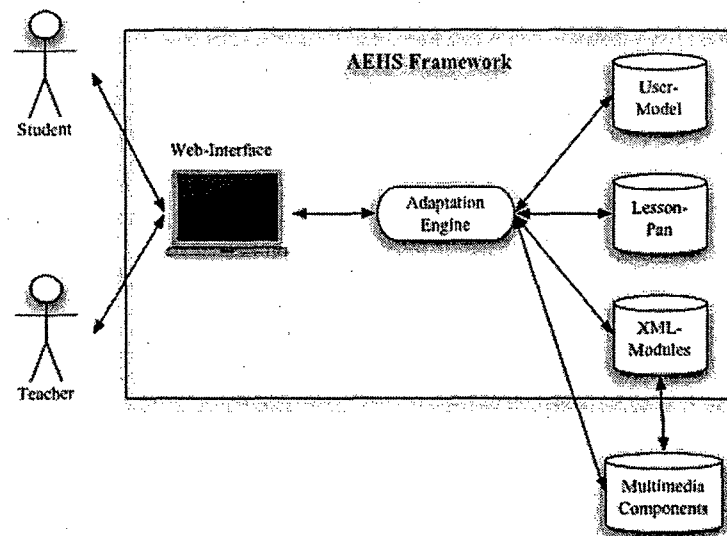 AEHS Framework
User-
Model
Student
Web-Interface
Adaptation
Engine
Lesson-
Pan
XML-
Modules
Teacher
Multimedia
Components